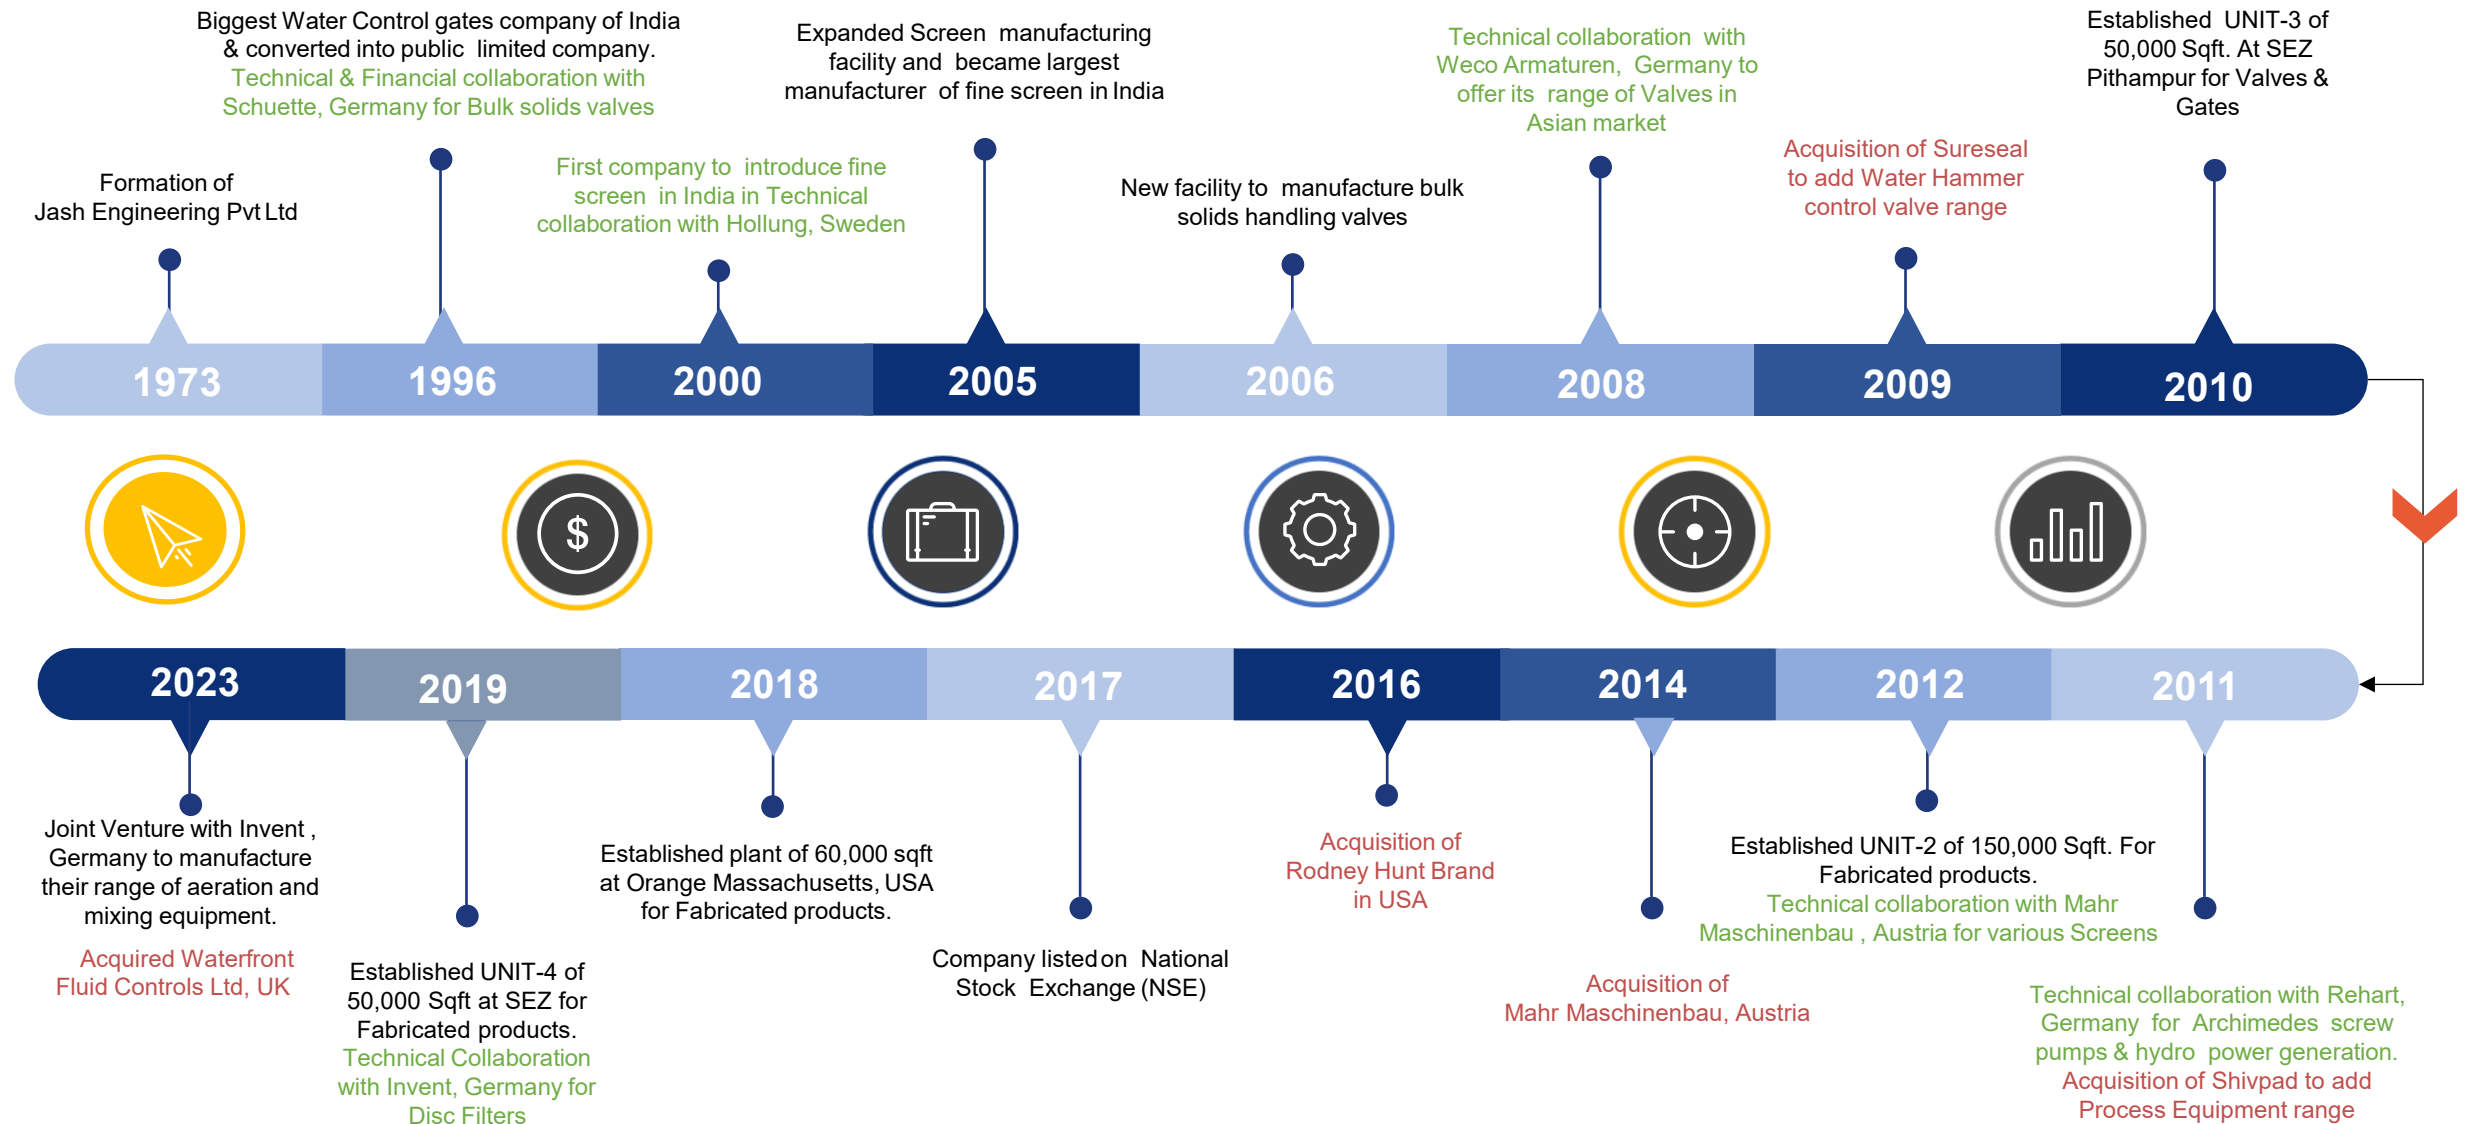 Formation of
Jash Engineering Pvt Ltd
Biggest Water Control gates company of India
& converted into public limited company.
Technical & Financial collaboration with
Schuette, Germany for Bulk solids valves
First company to introduce fine
screen in India in Technical
collaboration with Hollung, Sweden
Expanded Screen manufacturing
facility and became largest
manufacturer of fine screen in India
New facility to manufacture bulk
solids handling valves
Technical collaboration with
Weco Armaturen, Germany to
offer its range of Valves in
Asian market
Acquisition of Sureseal
to add Water Hammer
control valve range
Established UNIT-3 of
50,000 Sqft. At SEZ
Pithampur for Valves &
Gates
1973
1996
2000
2005
2006
2008
2009
2010
$
2023
2019
2018
2017
2016
2014
2012
2011
Joint Venture with Invent ,
Germany to manufacture
their range of aeration and
mixing equipment.
Acquired Waterfront
Fluid Controls Ltd, UK
Established UNIT-4 of
50,000 Sqft at SEZ for
Fabricated products.
Technical Collaboration
with Invent, Germany for
Disc Filters
Established plant of 60,000 sqft
at Orange Massachusetts, USA
for Fabricated products.
Company listed on National
Stock Exchange (NSE)
Acquisition of
Rodney Hunt Brand
in USA
Acquisition of
Mahr Maschinenbau, Austria
Established UNIT-2 of 150,000 Sqft. For
Fabricated products.
Technical collaboration with Mahr
Maschinenbau , Austria for various Screens
Technical collaboration with Rehart,
Germany for Archimedes screw
pumps & hydro power generation.
Acquisition of Shivpad to add
Process Equipment range